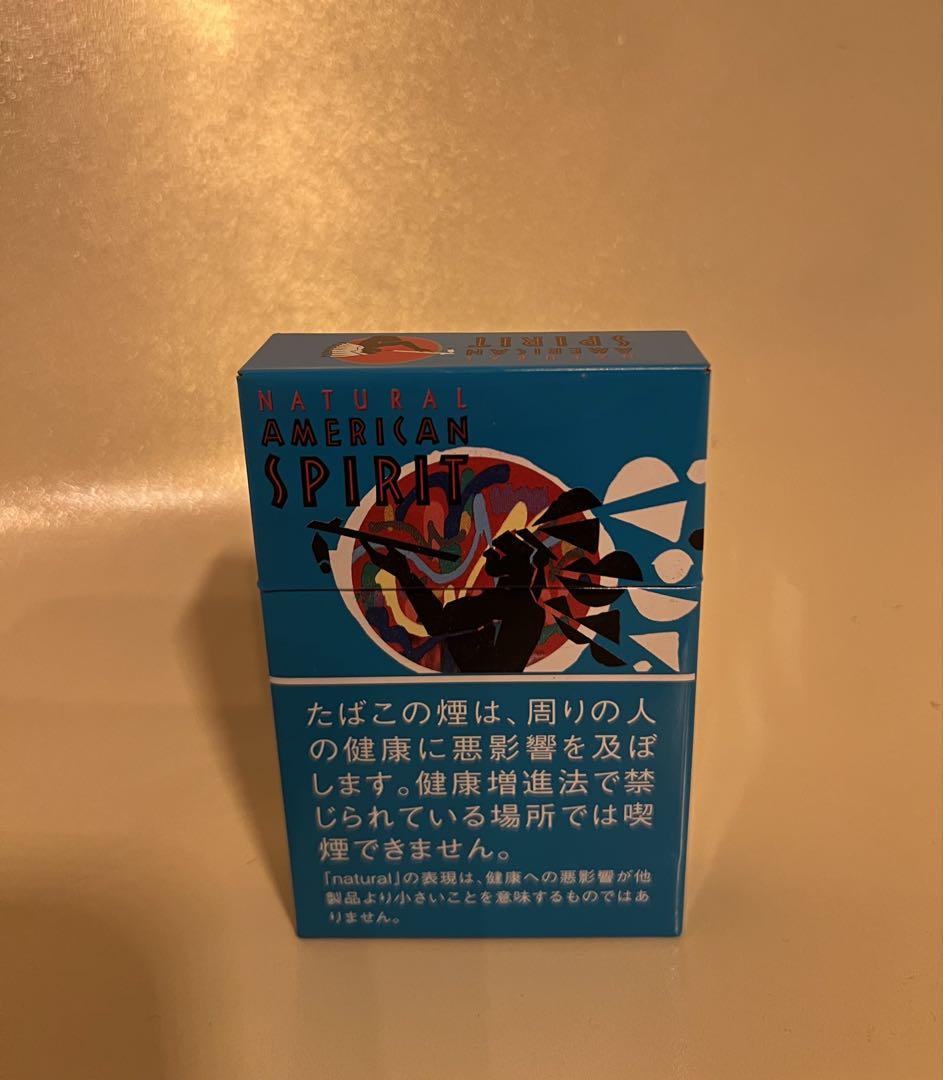 AMERICAN
SPIRIT
NATURAL
AMERICAN
SPIRIT
たばこの煙は、周りの人
の健康に悪影響を及ぼ
します。健康増進法で禁
じられている場所では喫
煙できません。
「natural」の表現は、健康への悪影響が他
製品より小さいことを意味するものではあ
りません。